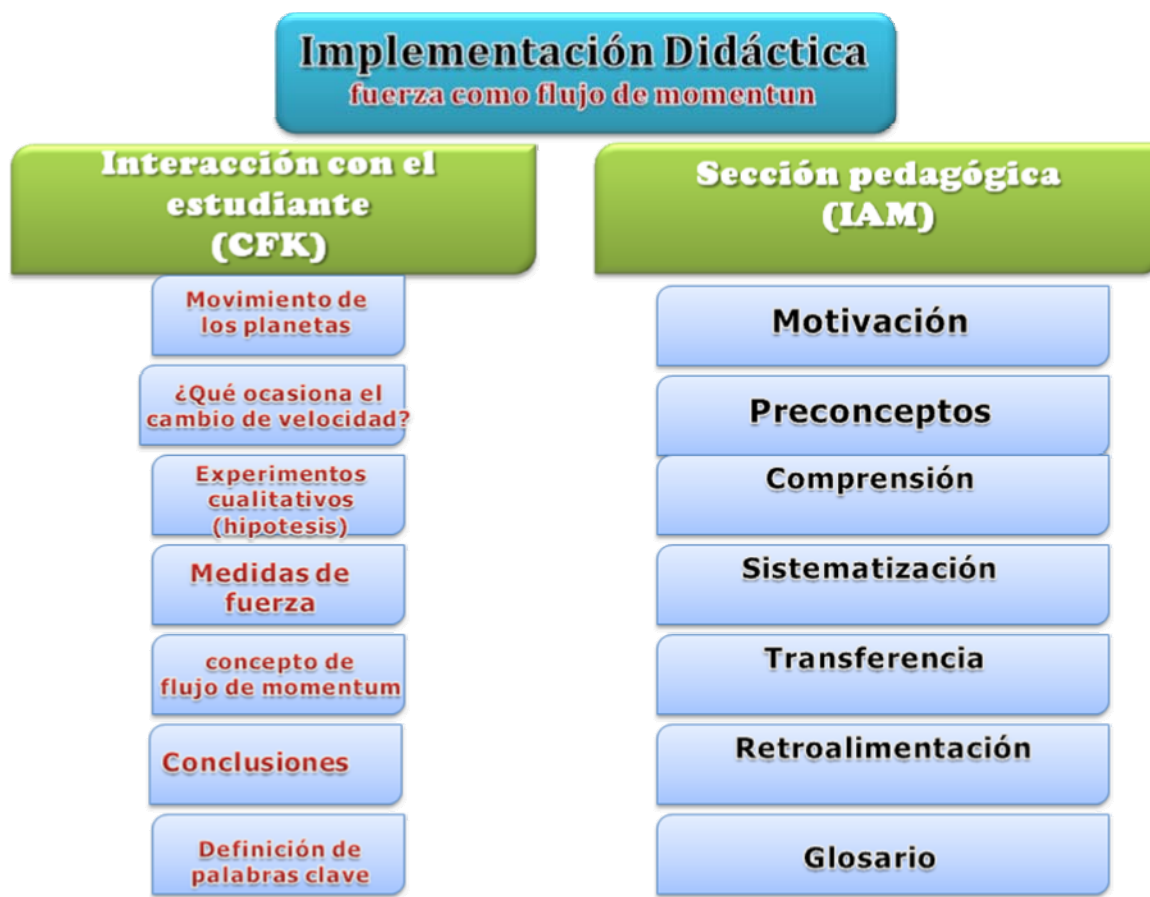 Implementación Didáctica
fuerza como flujo de momentun
Interacción con el
estudiante
(CFK)
Movimiento de
los planetas
¿Qué ocasiona el
cambio de velocidad?
Experimentos
cualitativos
(hipotesis)
Medidas de
fuerza
concepto de
flujo de momentum
Conclusiones
Definición de
palabras clave
Sección pedagógica
(IAM)
Motivación
Preconceptos
Comprensión
Sistematización
Transferencia
Retroalimentación
Glosario